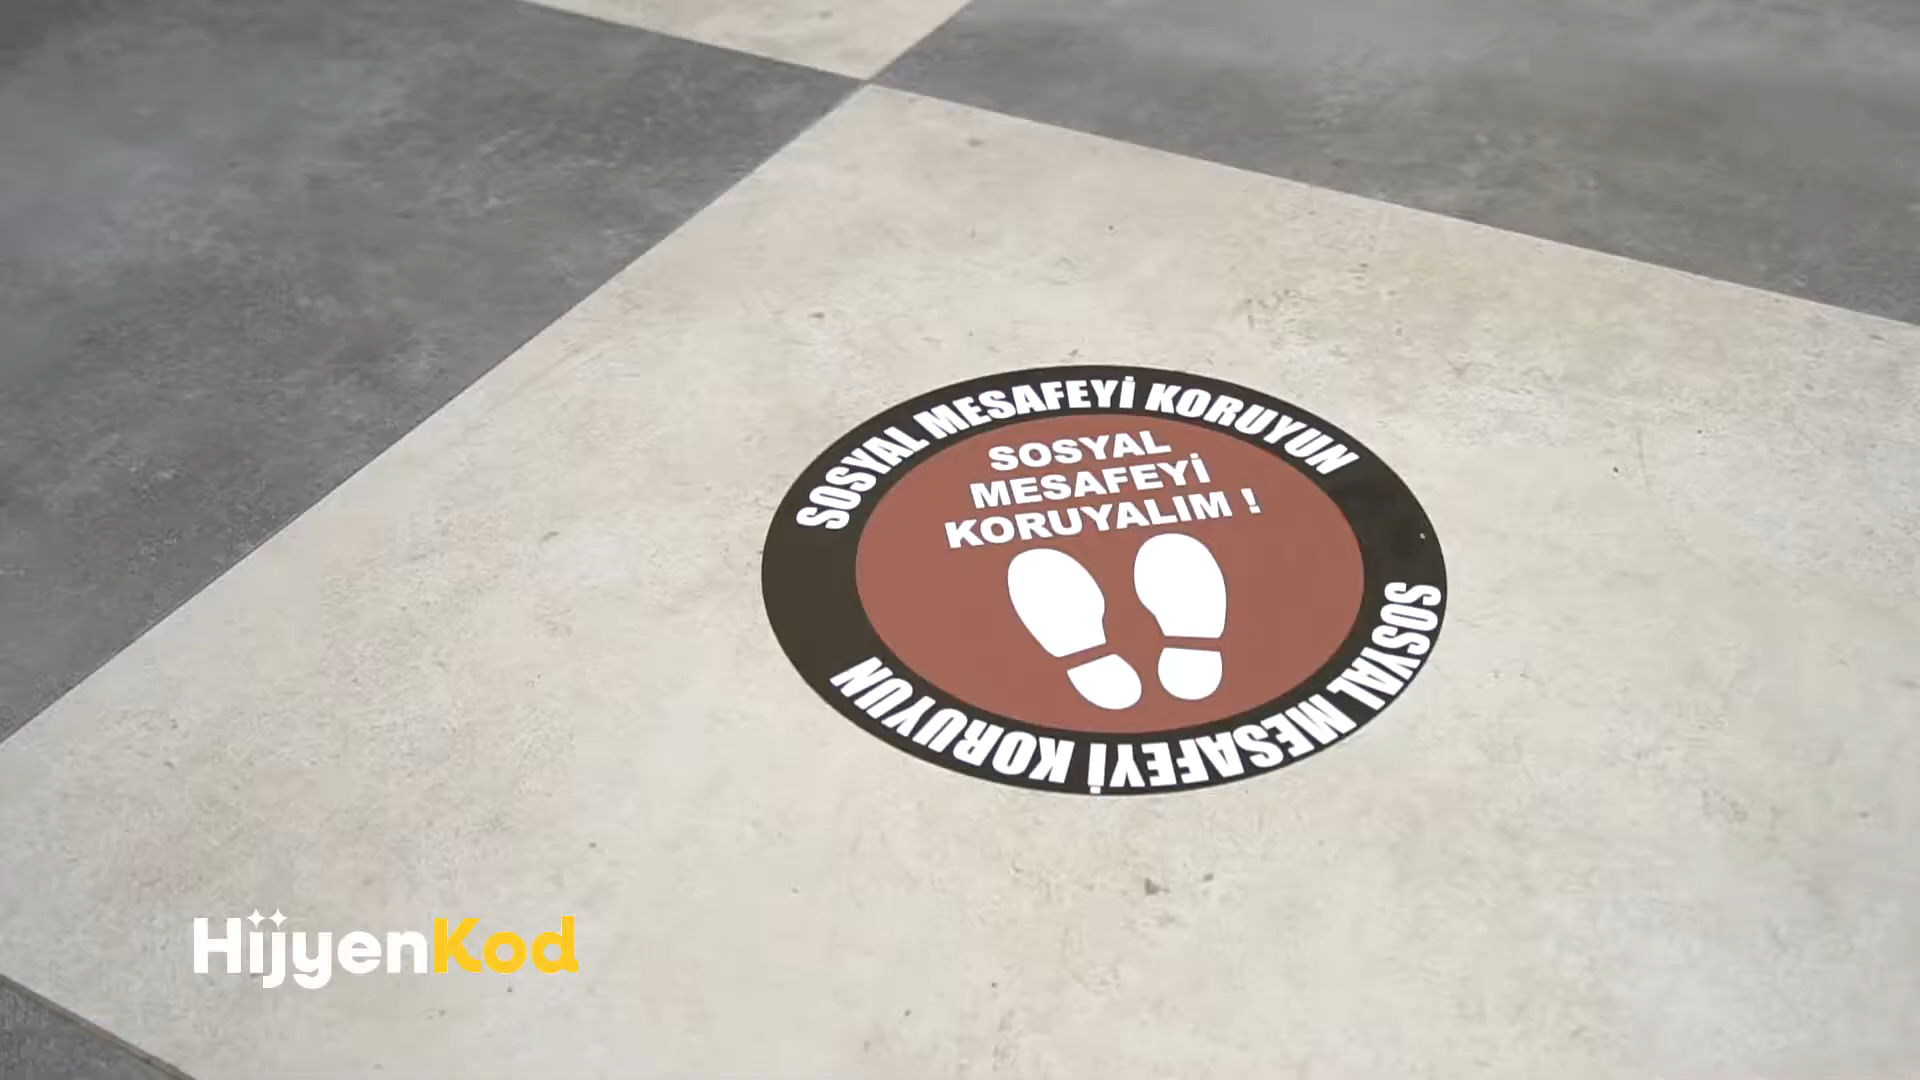 SOSYAL MESAFEYİ KORUYUN
SOSYAL
MESAFEYİ
KORUYALIM !
SOSYAL MESAFEYİ KORUYUN
HijyenKod